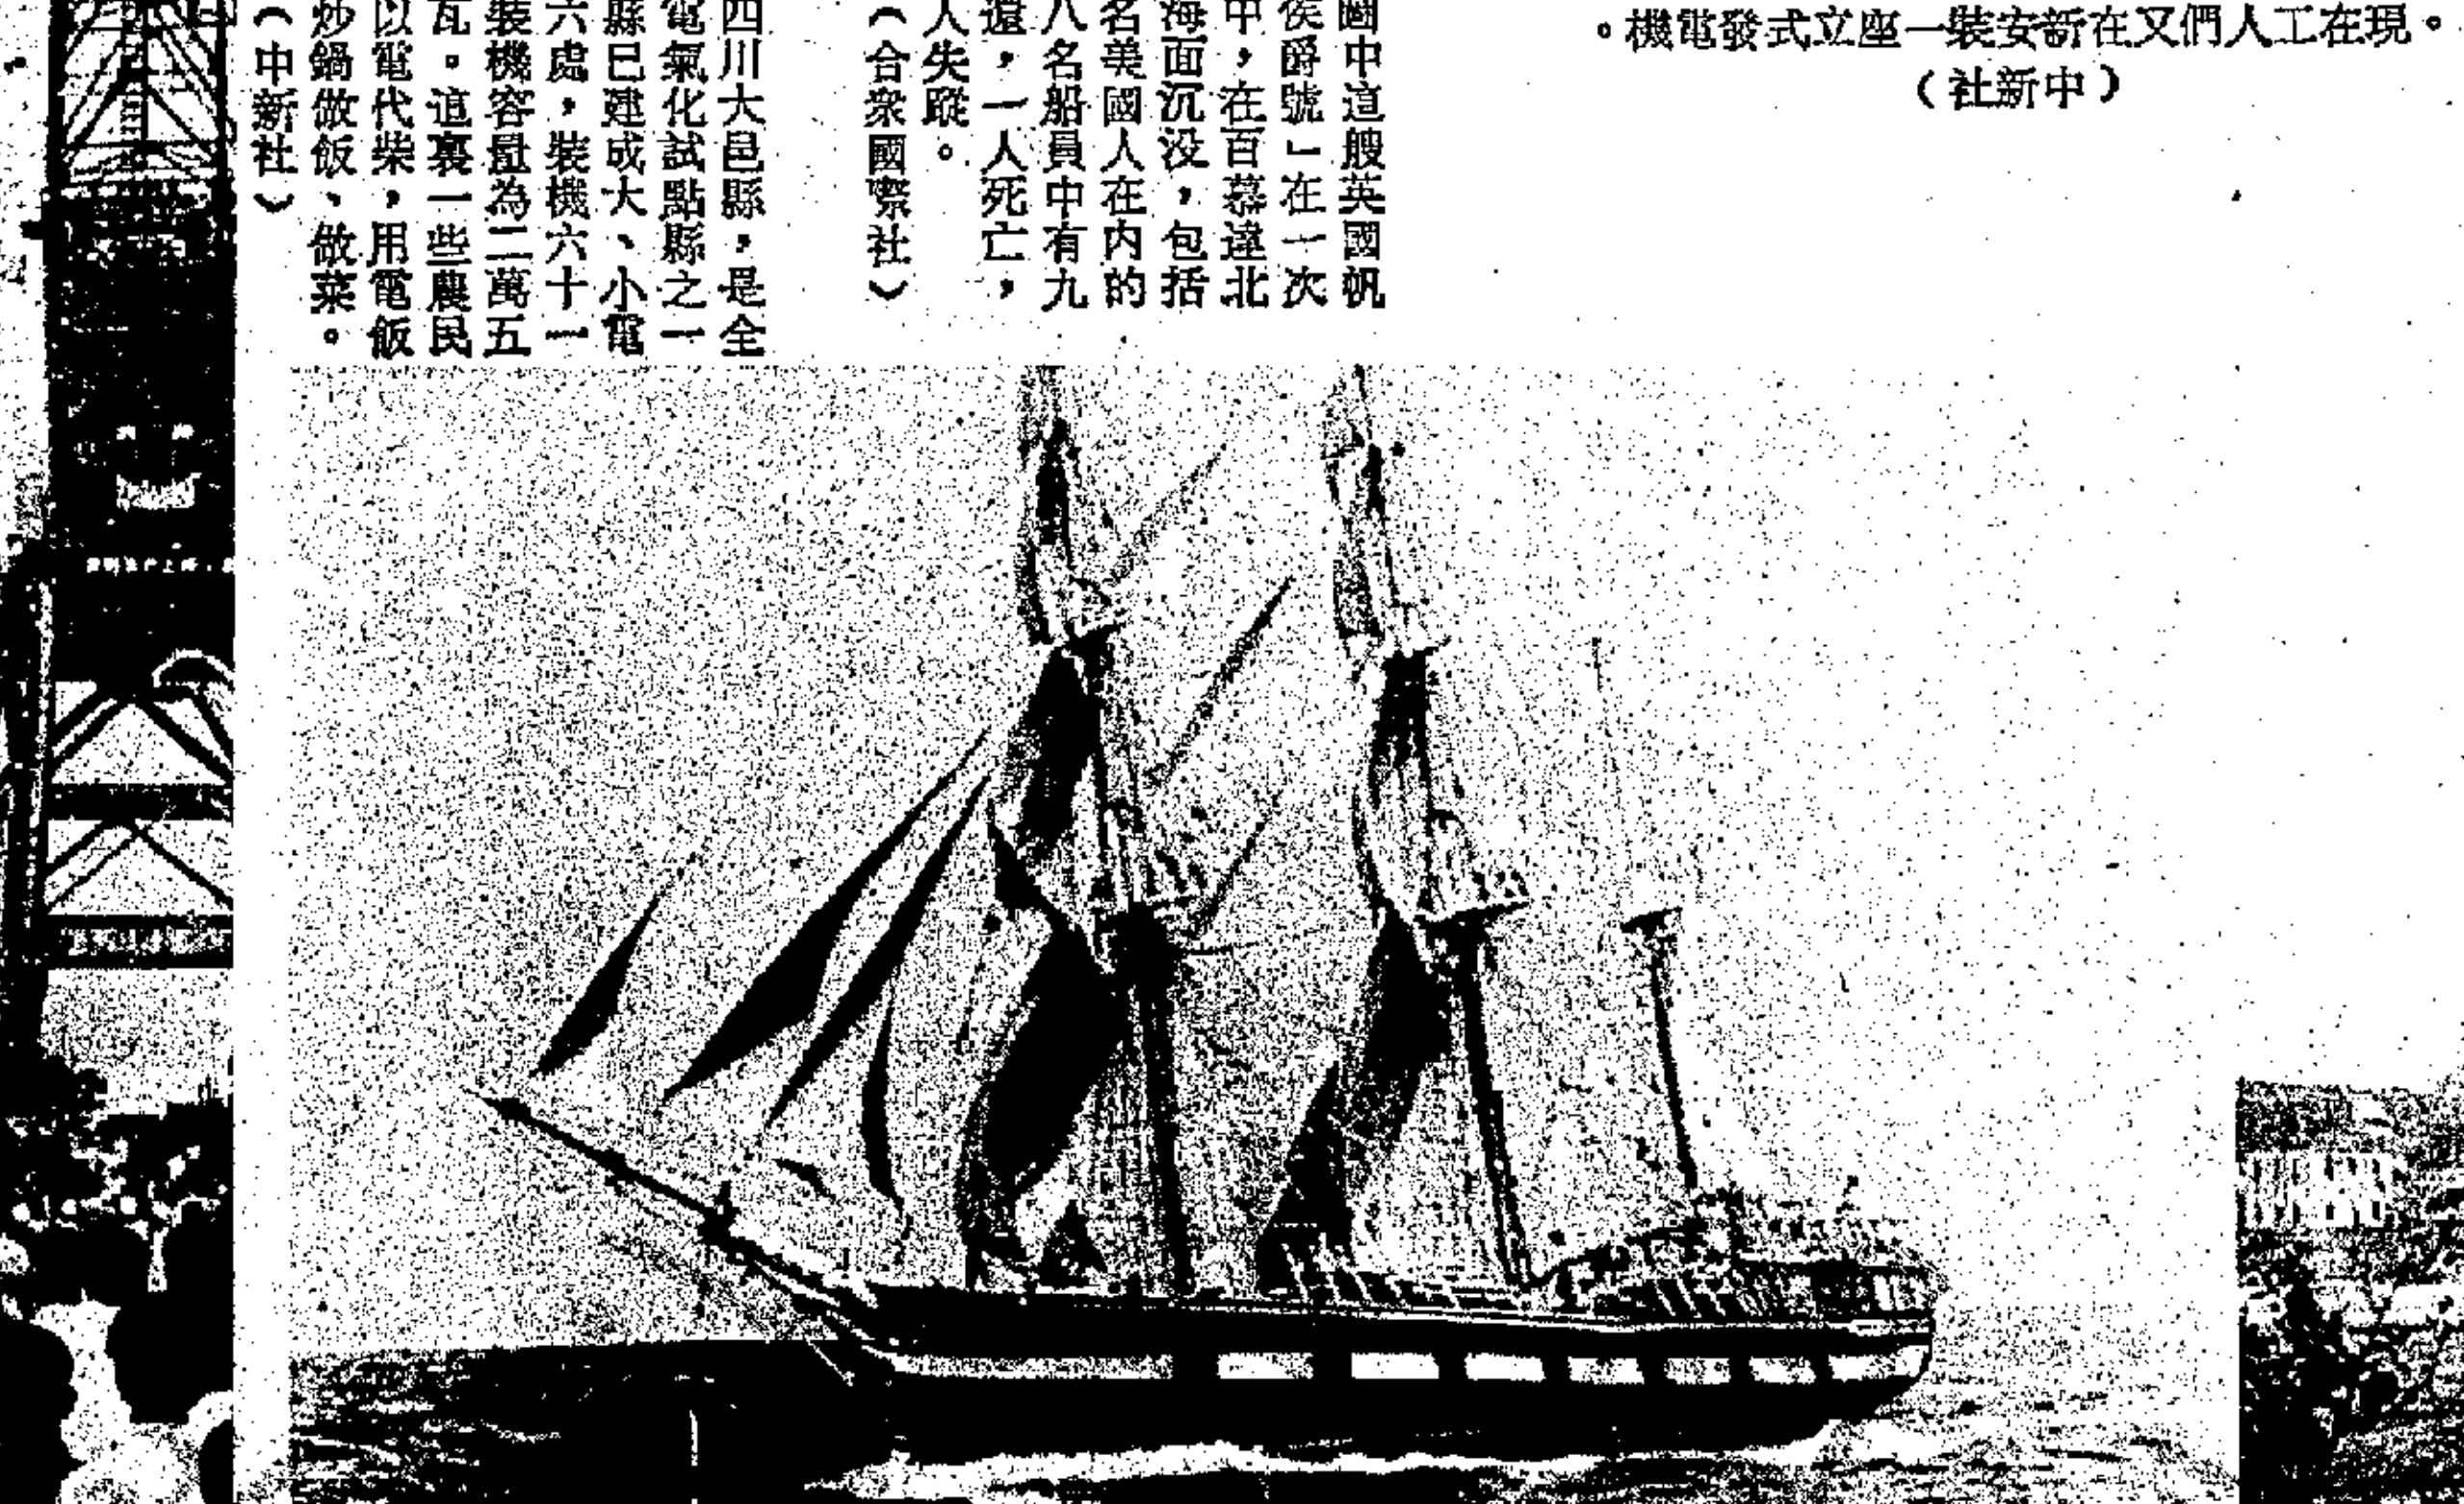 。現在工人們又在新安裝一座立式發電機。
（中新社）
圖中這艘英國帆
侯爵號」在一次
中，在百慕達北
海面沉没，包括
名美國人在内的
八名船員中有九
還，一人死亡，
人失蹤。
（合衆國際社）
四川大邑縣，是全
電氣化試點縣之一
縣已建成大、小電
六處，裝機六十一
裝機容量為二萬五
瓦。這裏一些農民
以電代柴，用電飯
炒鍋做飯、做菜。
（中新社）